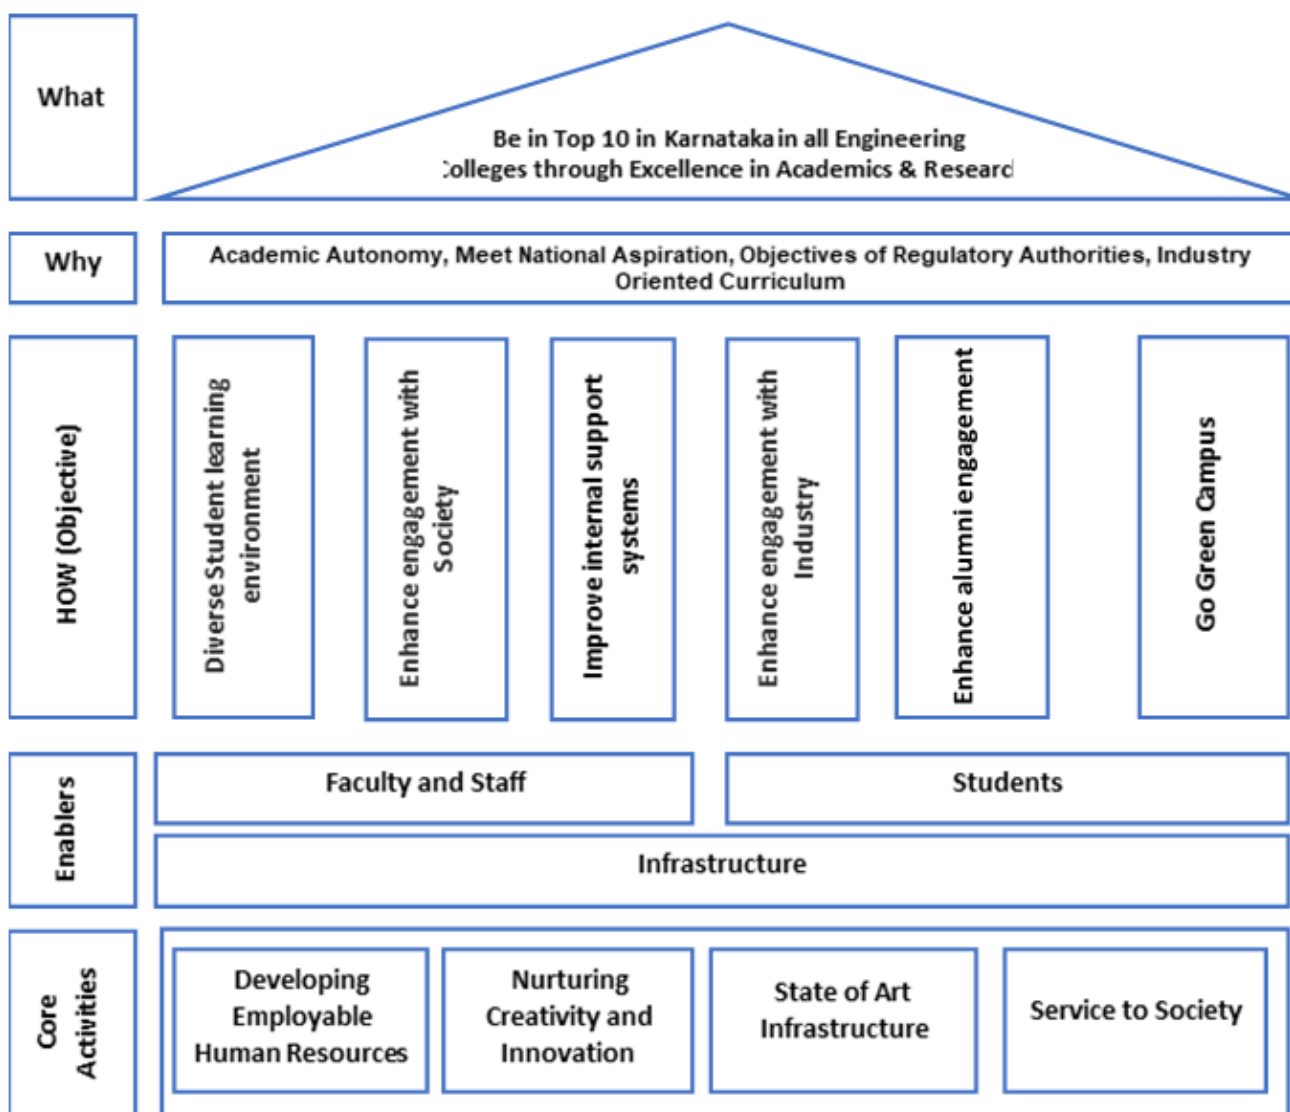 What
Be in Top 10 in Karnataka in all Engineering
Colleges through Excellence in Academics & Research
Why
Academic Autonomy, Meet National Aspiration, Objectives of Regulatory Authorities, Industry
Oriented Curriculum
HOW (Objective)
Diverse Student learning
environment
Enhance engagement with
Society
Improve internal support
systems
Enhance engagement with
Industry
Enhance alumni engagement
Go Green Campus
Enablers
Faculty and Staff
Students
Infrastructure
Core
Activities
Developing
Employable
Human Resources
Nurturing
Creativity and
Innovation
State of Art
Infrastructure
Service to Society